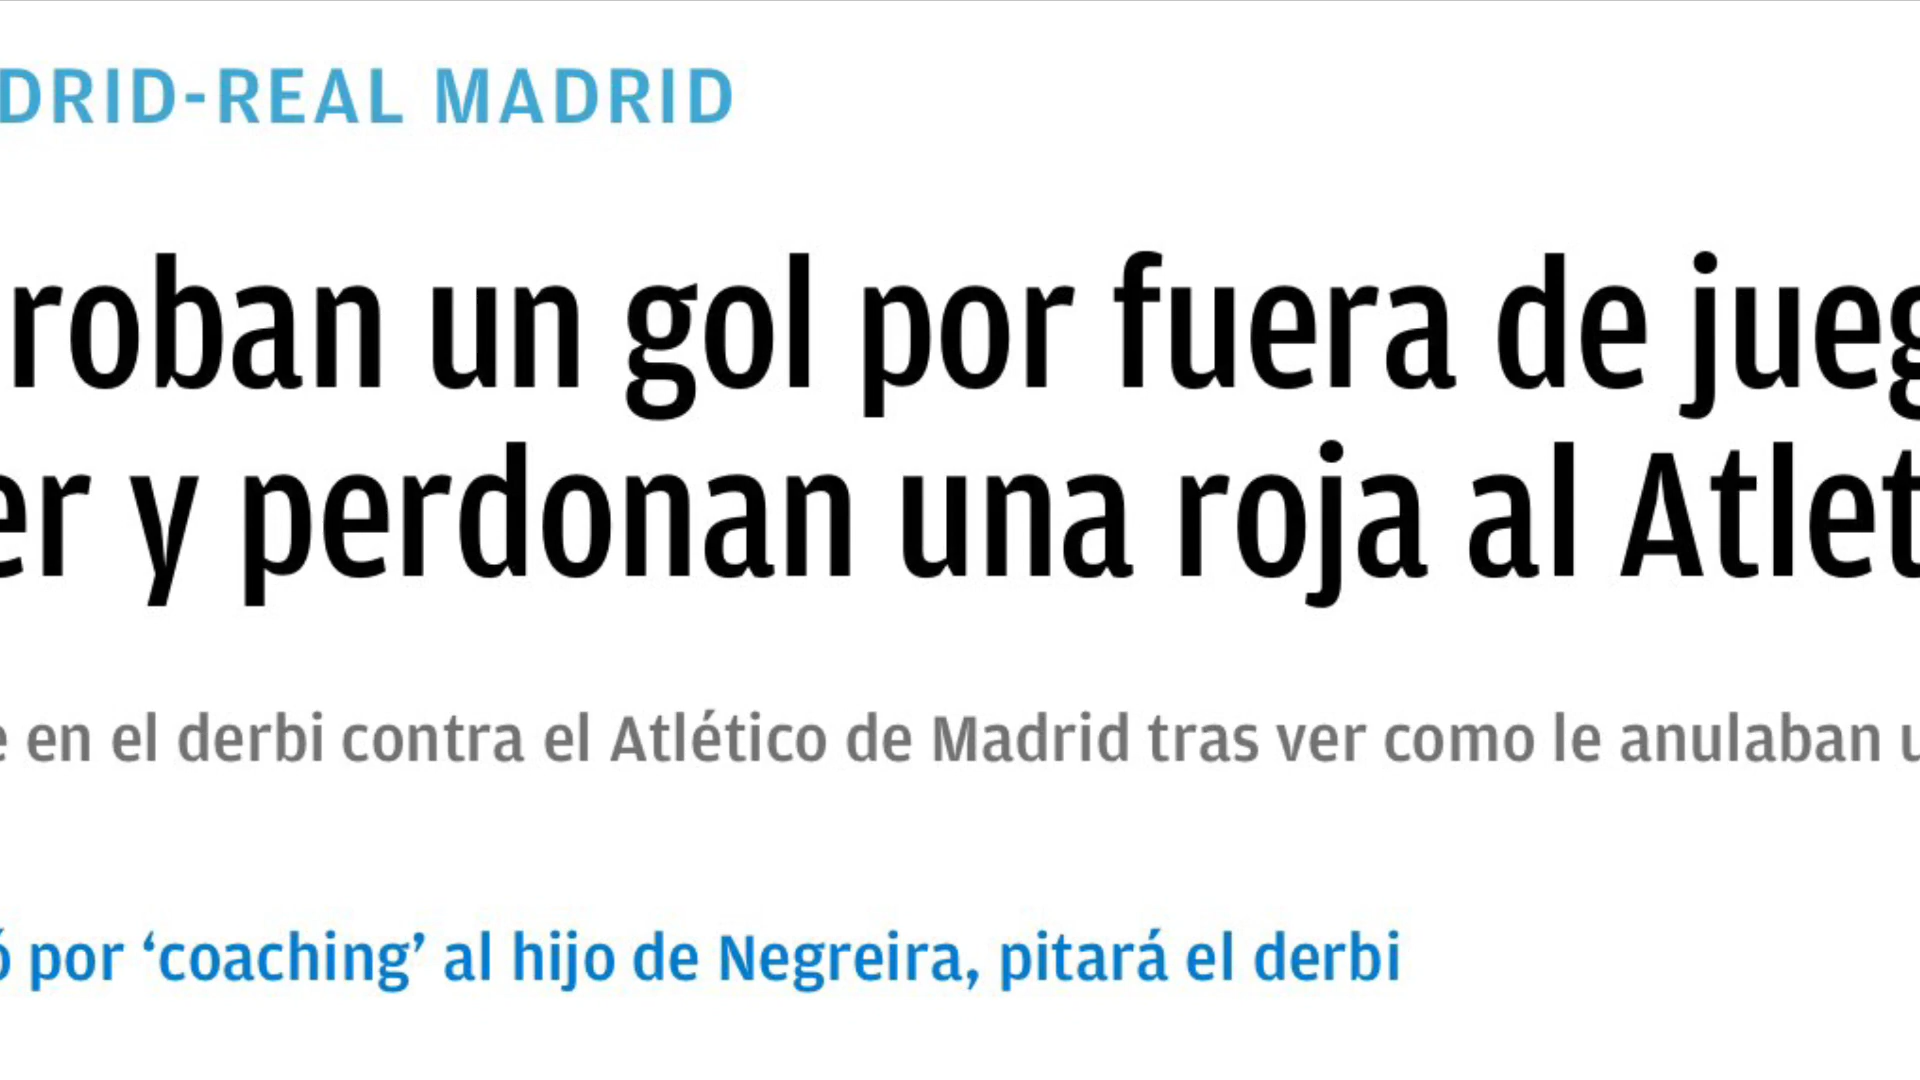 DRID-REAL MADRID
roban un gol por fuera de jueg
er y perdonan una roja al Atlet
e en el derbi contra el Atlético de Madrid tras ver como le anulaban u
ó por ‘coaching’ al hijo de Negreira, pitará el derbi